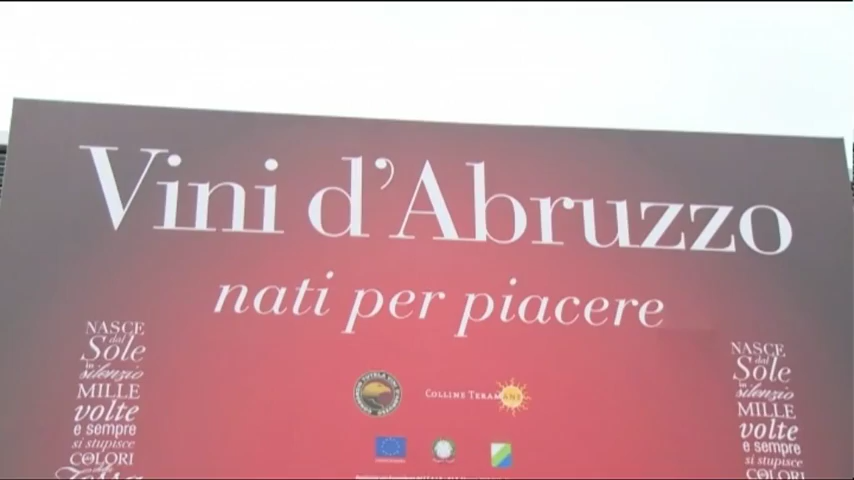 Vini d'Abruzzo
nati per piacere
NASCE
dal
Sole
in
silenzio
MILLE
volte
e sempre
si stupisce
COLORI
NASCE
dal
Sole
in
silenzio
MILLE
volte
e sempre
si stupisce
COLORI
COLLINE TERAMANE